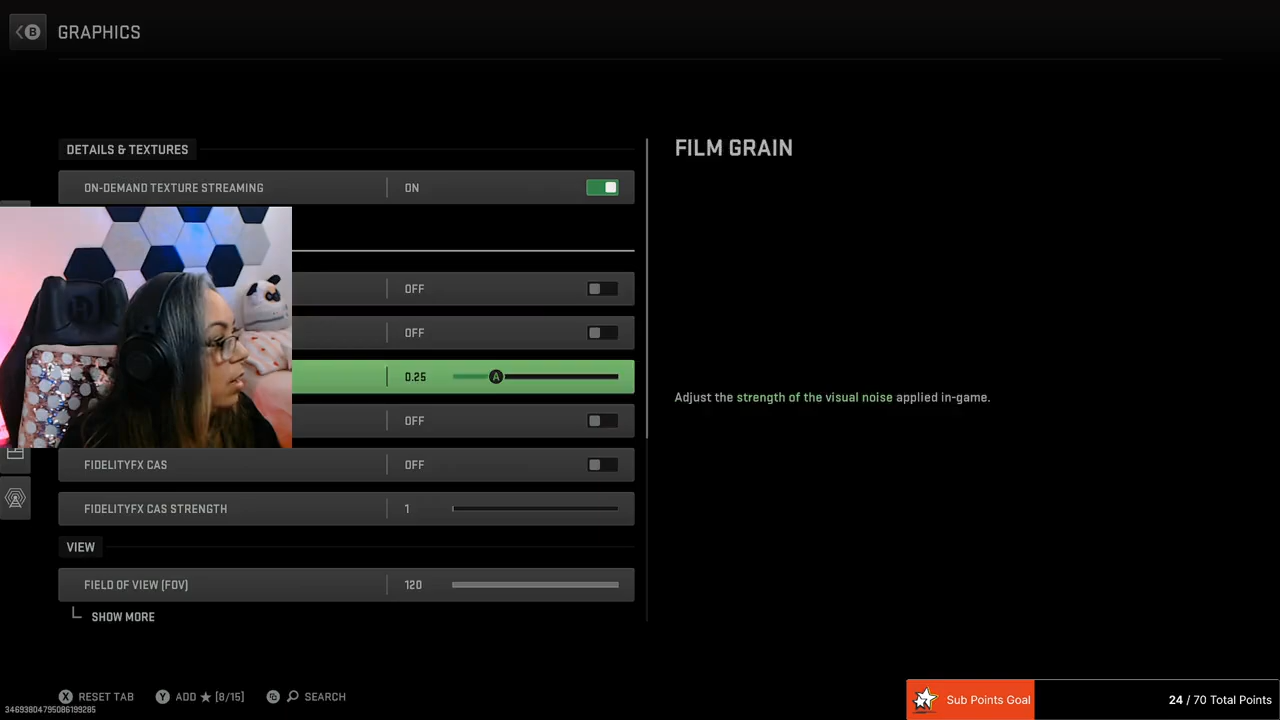 B GRAPHICS
DETAILS & TEXTURES
ON-DEMAND TEXTURE STREAMING ON
OFF
OFF
0.25 A
OFF
FIDELITYFX CAS OFF
FIDELITYFX CAS STRENGTH 1
VIEW
FIELD OF VIEW (FOV) 120
SHOW MORE
FILM GRAIN
Adjust the strength of the visual noise applied in-game.
X RESET TAB Y ADD ★ [8/15] SEARCH
34693804795086199285
Sub Points Goal 24 / 70 Total Points